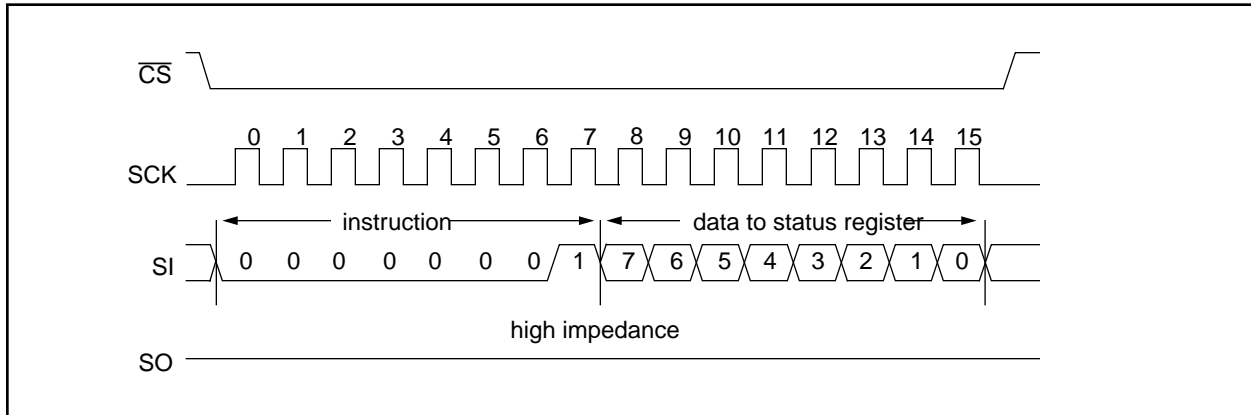 CS
0 1 2 3 4 5 6 7 8 9 10 11 12 13 14 15
SCK
instruction data to status register
SI 0 0 0 0 0 0 0 1 7 6 5 4 3 2 1 0
high impedance
SO